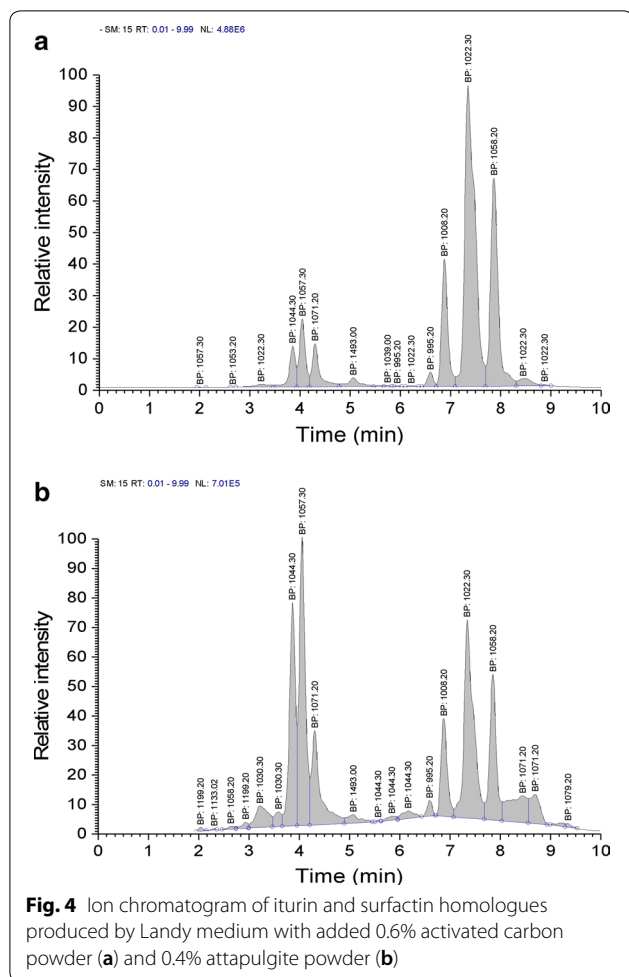 a
- SM: 15 RT: 0.01 - 9.99 NL: 4.88E6
Relative intensity
100
90
80
70
60
50
40
30
20
10
0
BP: 1057.30
BP: 1053.20
BP: 1022.30
BP: 1044.30
BP: 1057.30
BP: 1071.20
BP: 1493.00
BP: 1039.00
BP: 995.20
BP: 1022.30
BP: 995.20
BP: 1008.20
BP: 1022.30
BP: 1058.20
BP: 1022.30
BP: 1022.30
0 1 2 3 4 5 6 7 8 9 10
Time (min)
b
SM: 15 RT: 0.01 - 9.99 NL: 7.01E5
Relative intensity
100
90
80
70
60
50
40
30
20
10
0
BP: 1199.20
BP: 1133.02
BP: 1058.20
BP: 1199.20
BP: 1030.30
BP: 1030.30
BP: 1044.30
BP: 1057.30
BP: 1071.20
BP: 1493.00
BP: 1044.30
BP: 1044.30
BP: 1044.30
BP: 995.20
BP: 1008.20
BP: 1022.30
BP: 1058.20
BP: 1071.20
BP: 1071.20
BP: 1079.20
0 1 2 3 4 5 6 7 8 9 10
Time (min)
Fig. 4 Ion chromatogram of iturin and surfactin homologues
produced by Landy medium with added 0.6% activated carbon
powder (a) and 0.4% attapulgite powder (b)